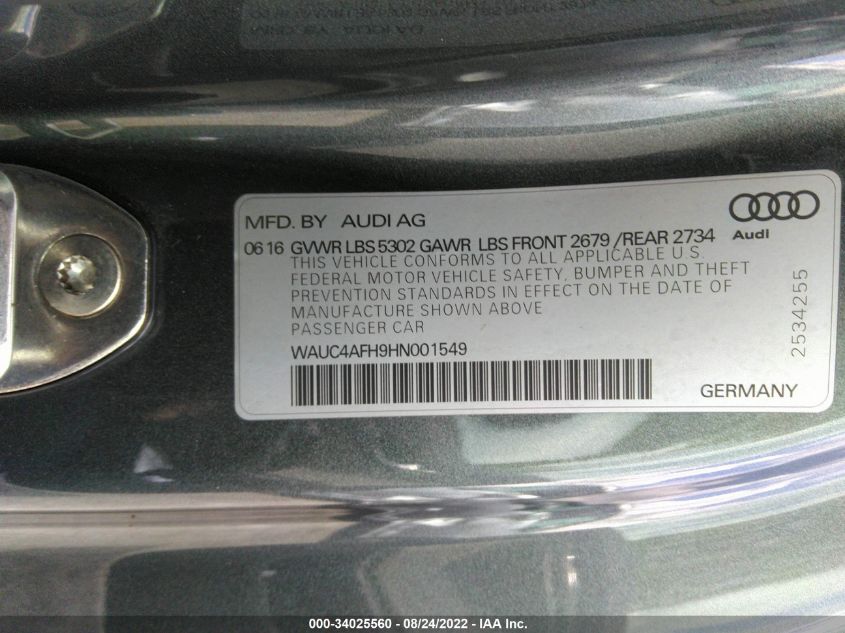 MFD. BY AUDI AG
06 16 GVWR LBS 5302 GAWR LBS FRONT 2679 /REAR 2734
THIS VEHICLE CONFORMS TO ALL APPLICABLE U.S.
FEDERAL MOTOR VEHICLE SAFETY, BUMPER AND THEFT
PREVENTION STANDARDS IN EFFECT ON THE DATE OF
MANUFACTURE SHOWN ABOVE
PASSENGER CAR
WAUC4AFH9HN001549
Audi
2534255
GERMANY
000-34025560 - 08/24/2022 - IAA Inc.